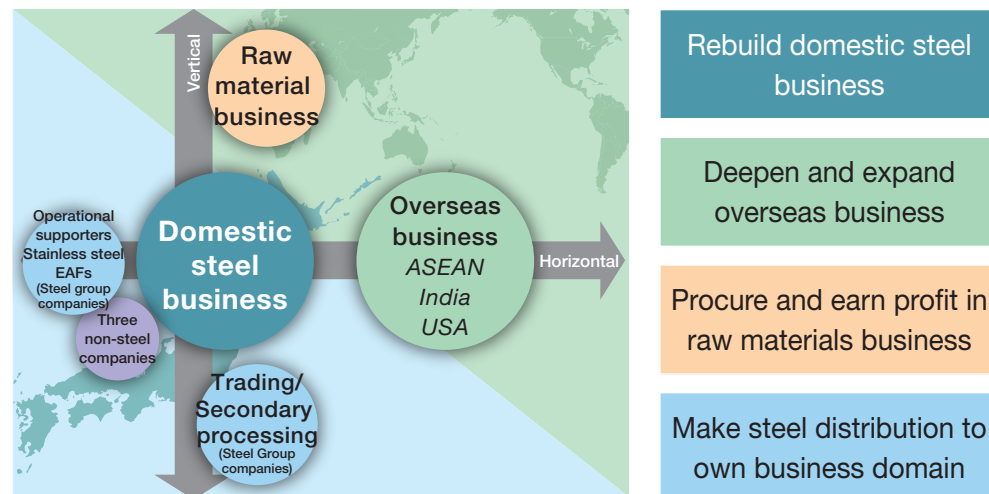 Vertical
Raw
material
business
Operational
supporters
Stainless steel
EAFs
(Steel group
companies)
Domestic
steel
business
Overseas
business
ASEAN
India
USA
Horizontal
Three
non-steel
companies
Trading/
Secondary
processing
(Steel Group
companies)
Rebuild domestic steel
business
Deepen and expand
overseas business
Procure and earn profit in
raw materials business
Make steel distribution to
own business domain